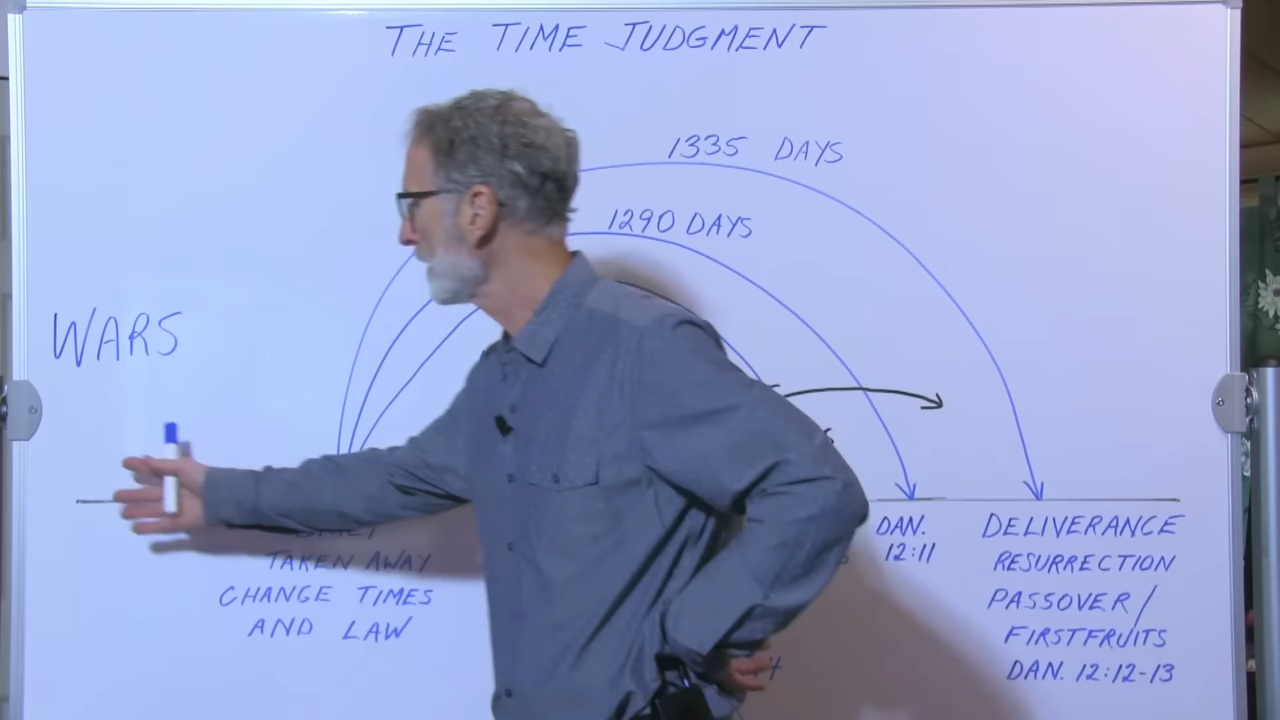 THE TIME JUDGMENT
1335 DAYS
1290 DAYS
WARS
DAILY
TAKEN AWAY
CHANGE TIMES
AND LAW
DAN.
12:11
DELIVERANCE
RESURRECTION
PASSOVER/
FIRSTFRUITS
DAN. 12:12-13